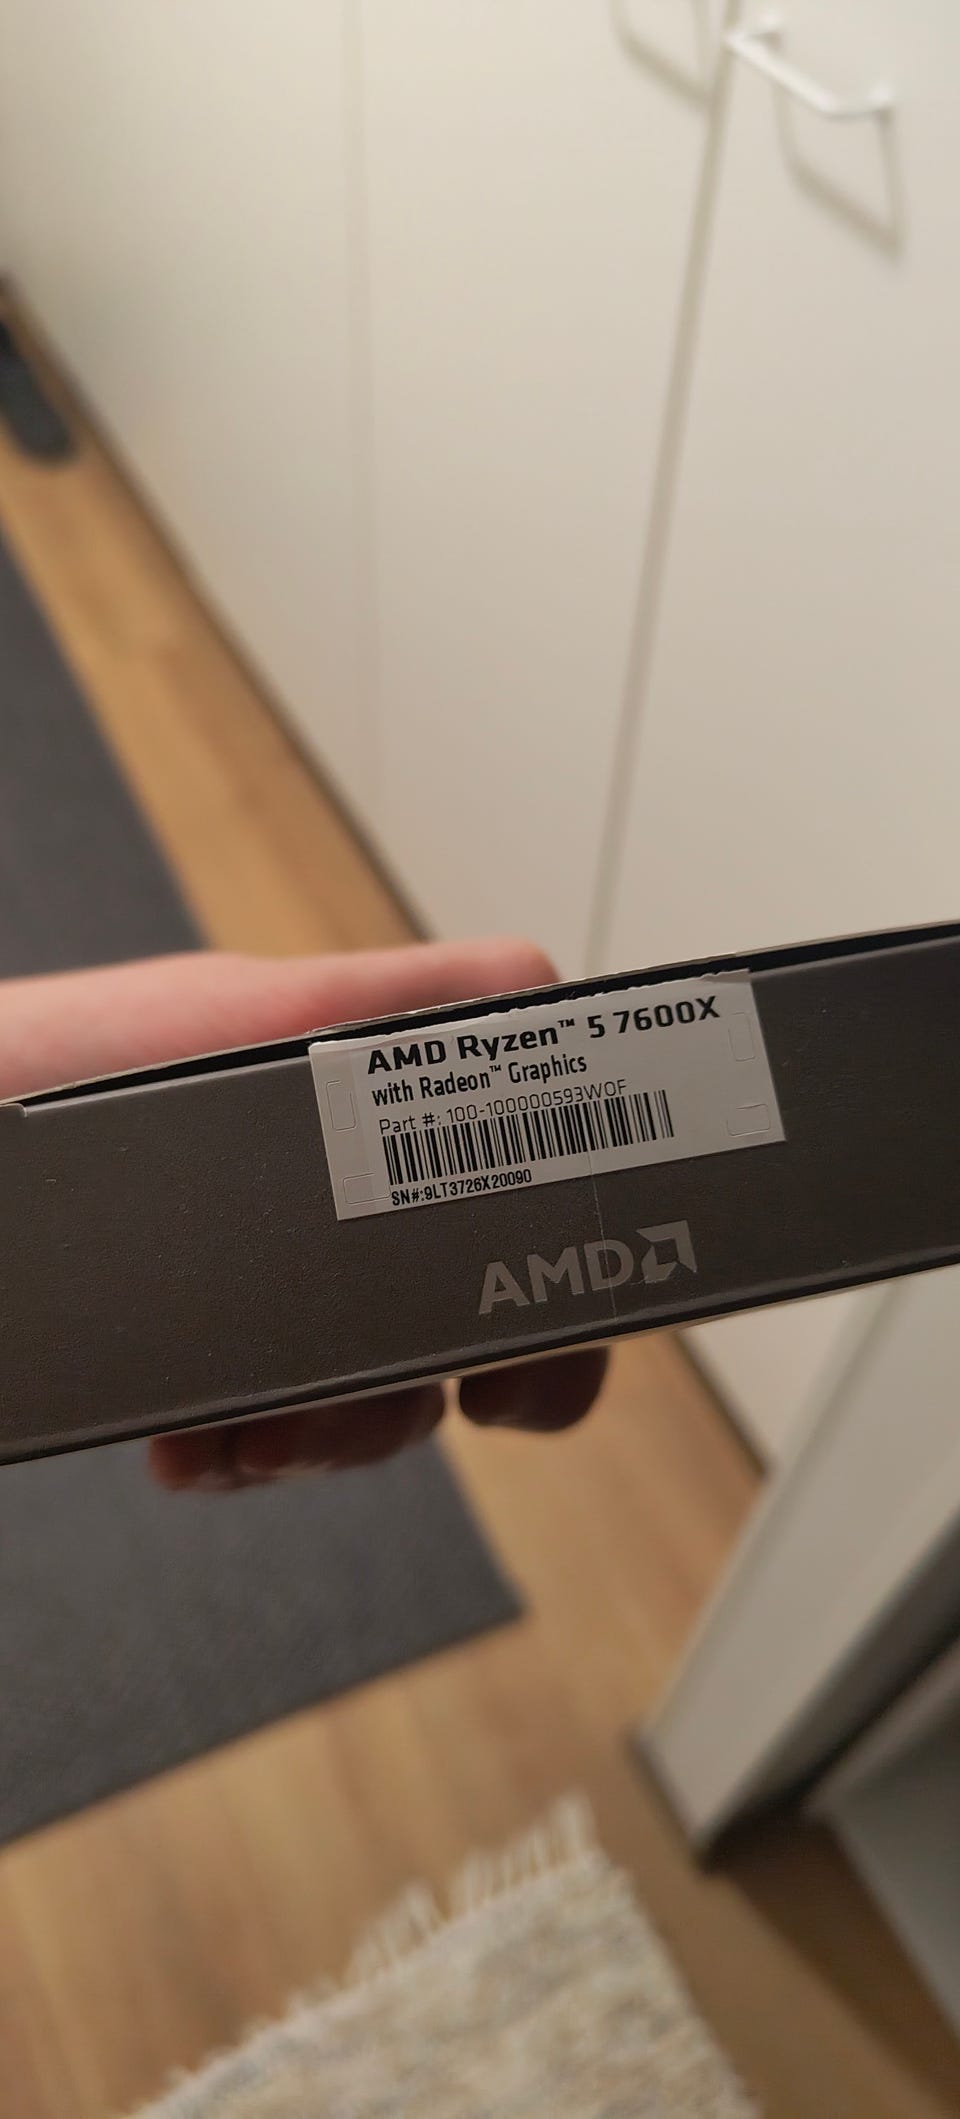 AMD Ryzen™ 5 7600X
with Radeon™ Graphics
Part #: 100-100000593WOF
SN#:9LT3726X20090
AMD